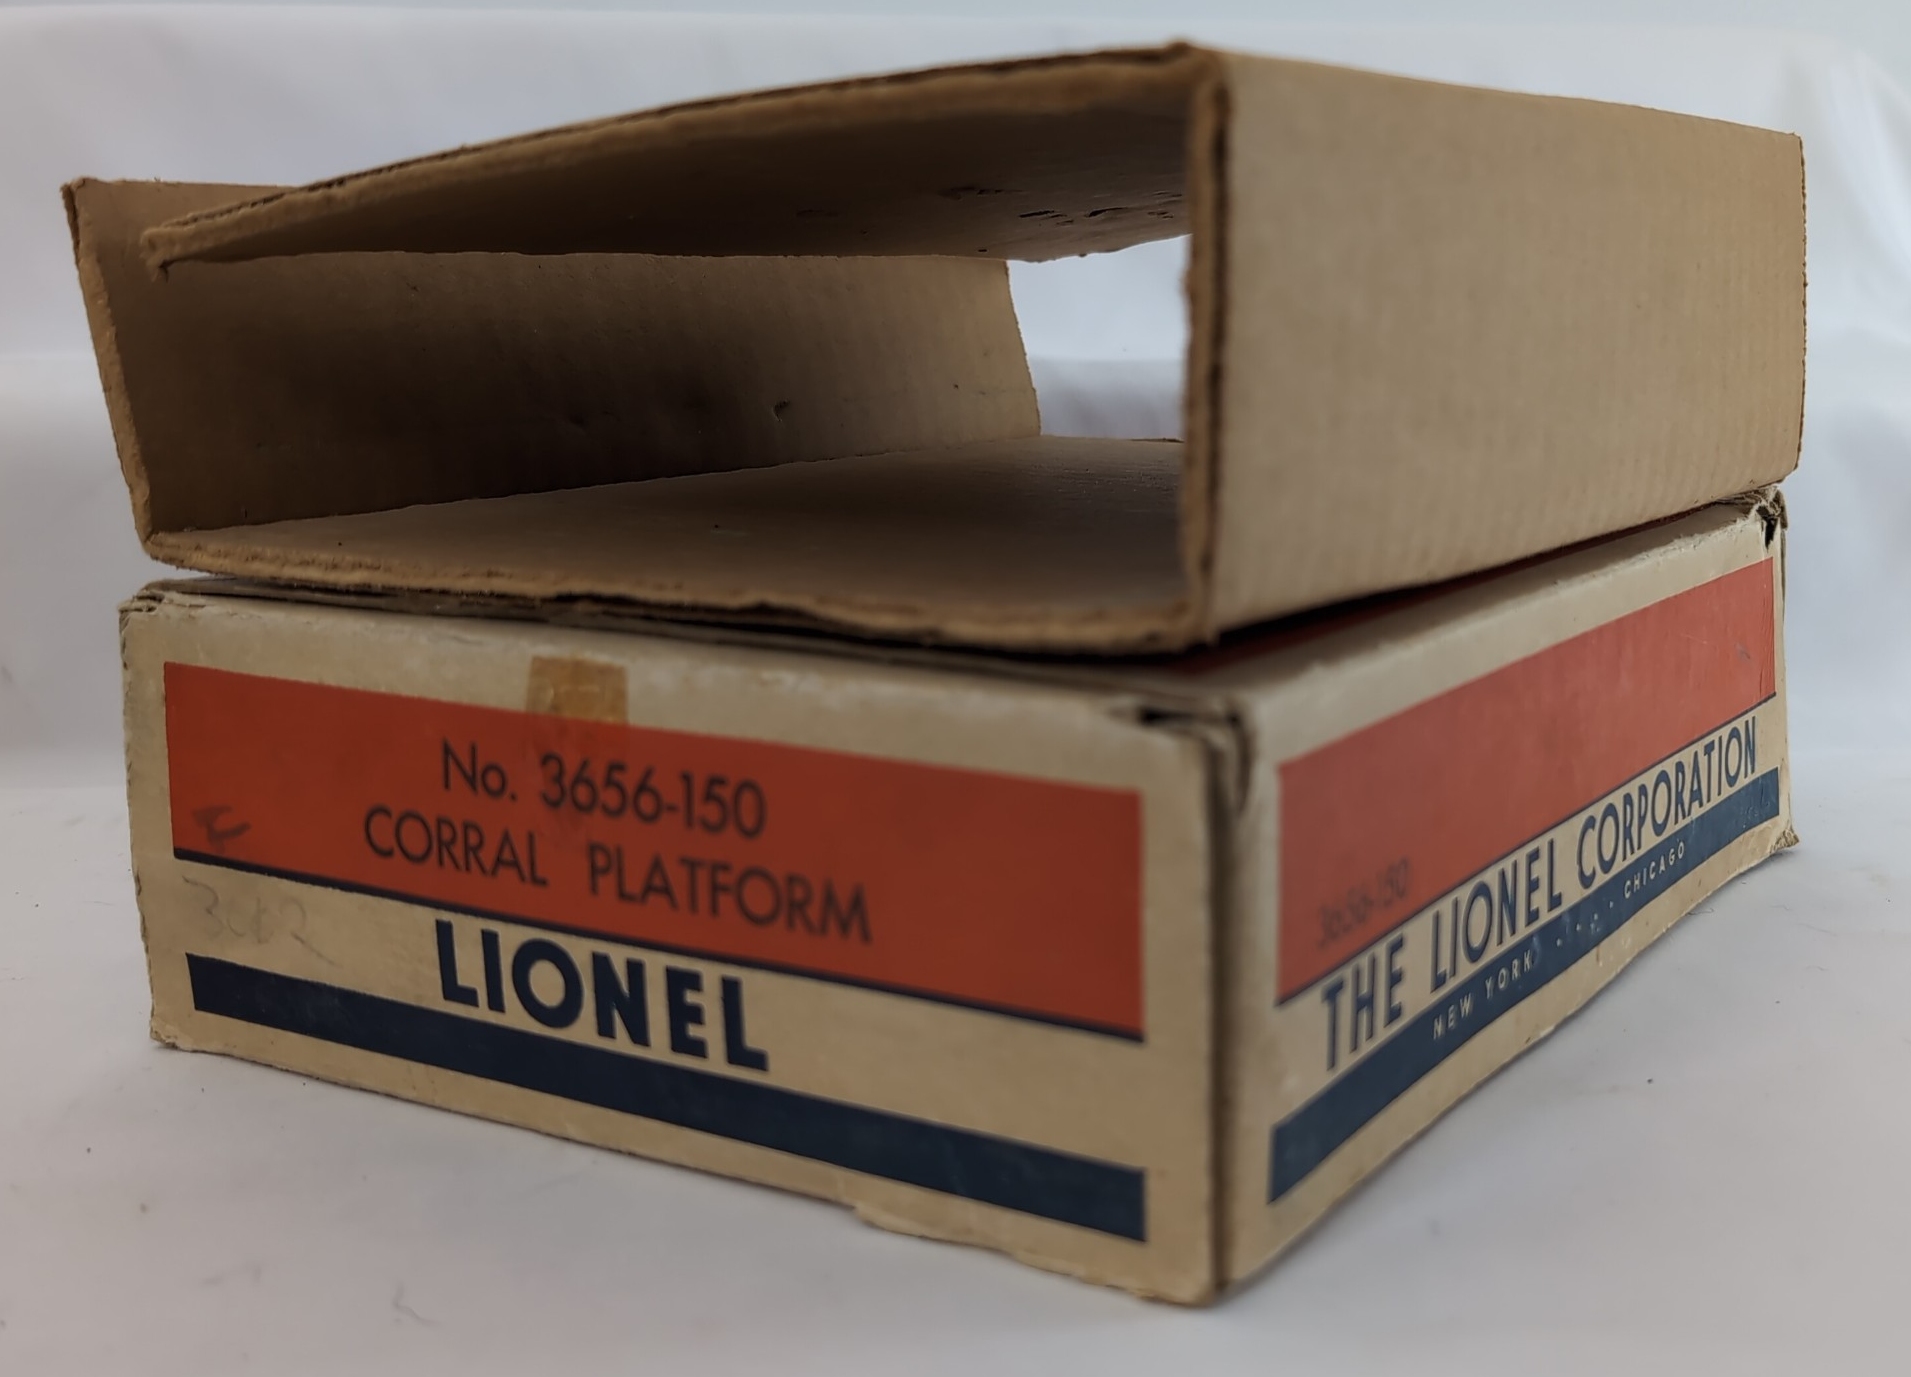 No. 3656-150
CORRAL PLATFORM
LIONEL
3656-150
THE LIONEL CORPORATION
NEW YORK CHICAGO